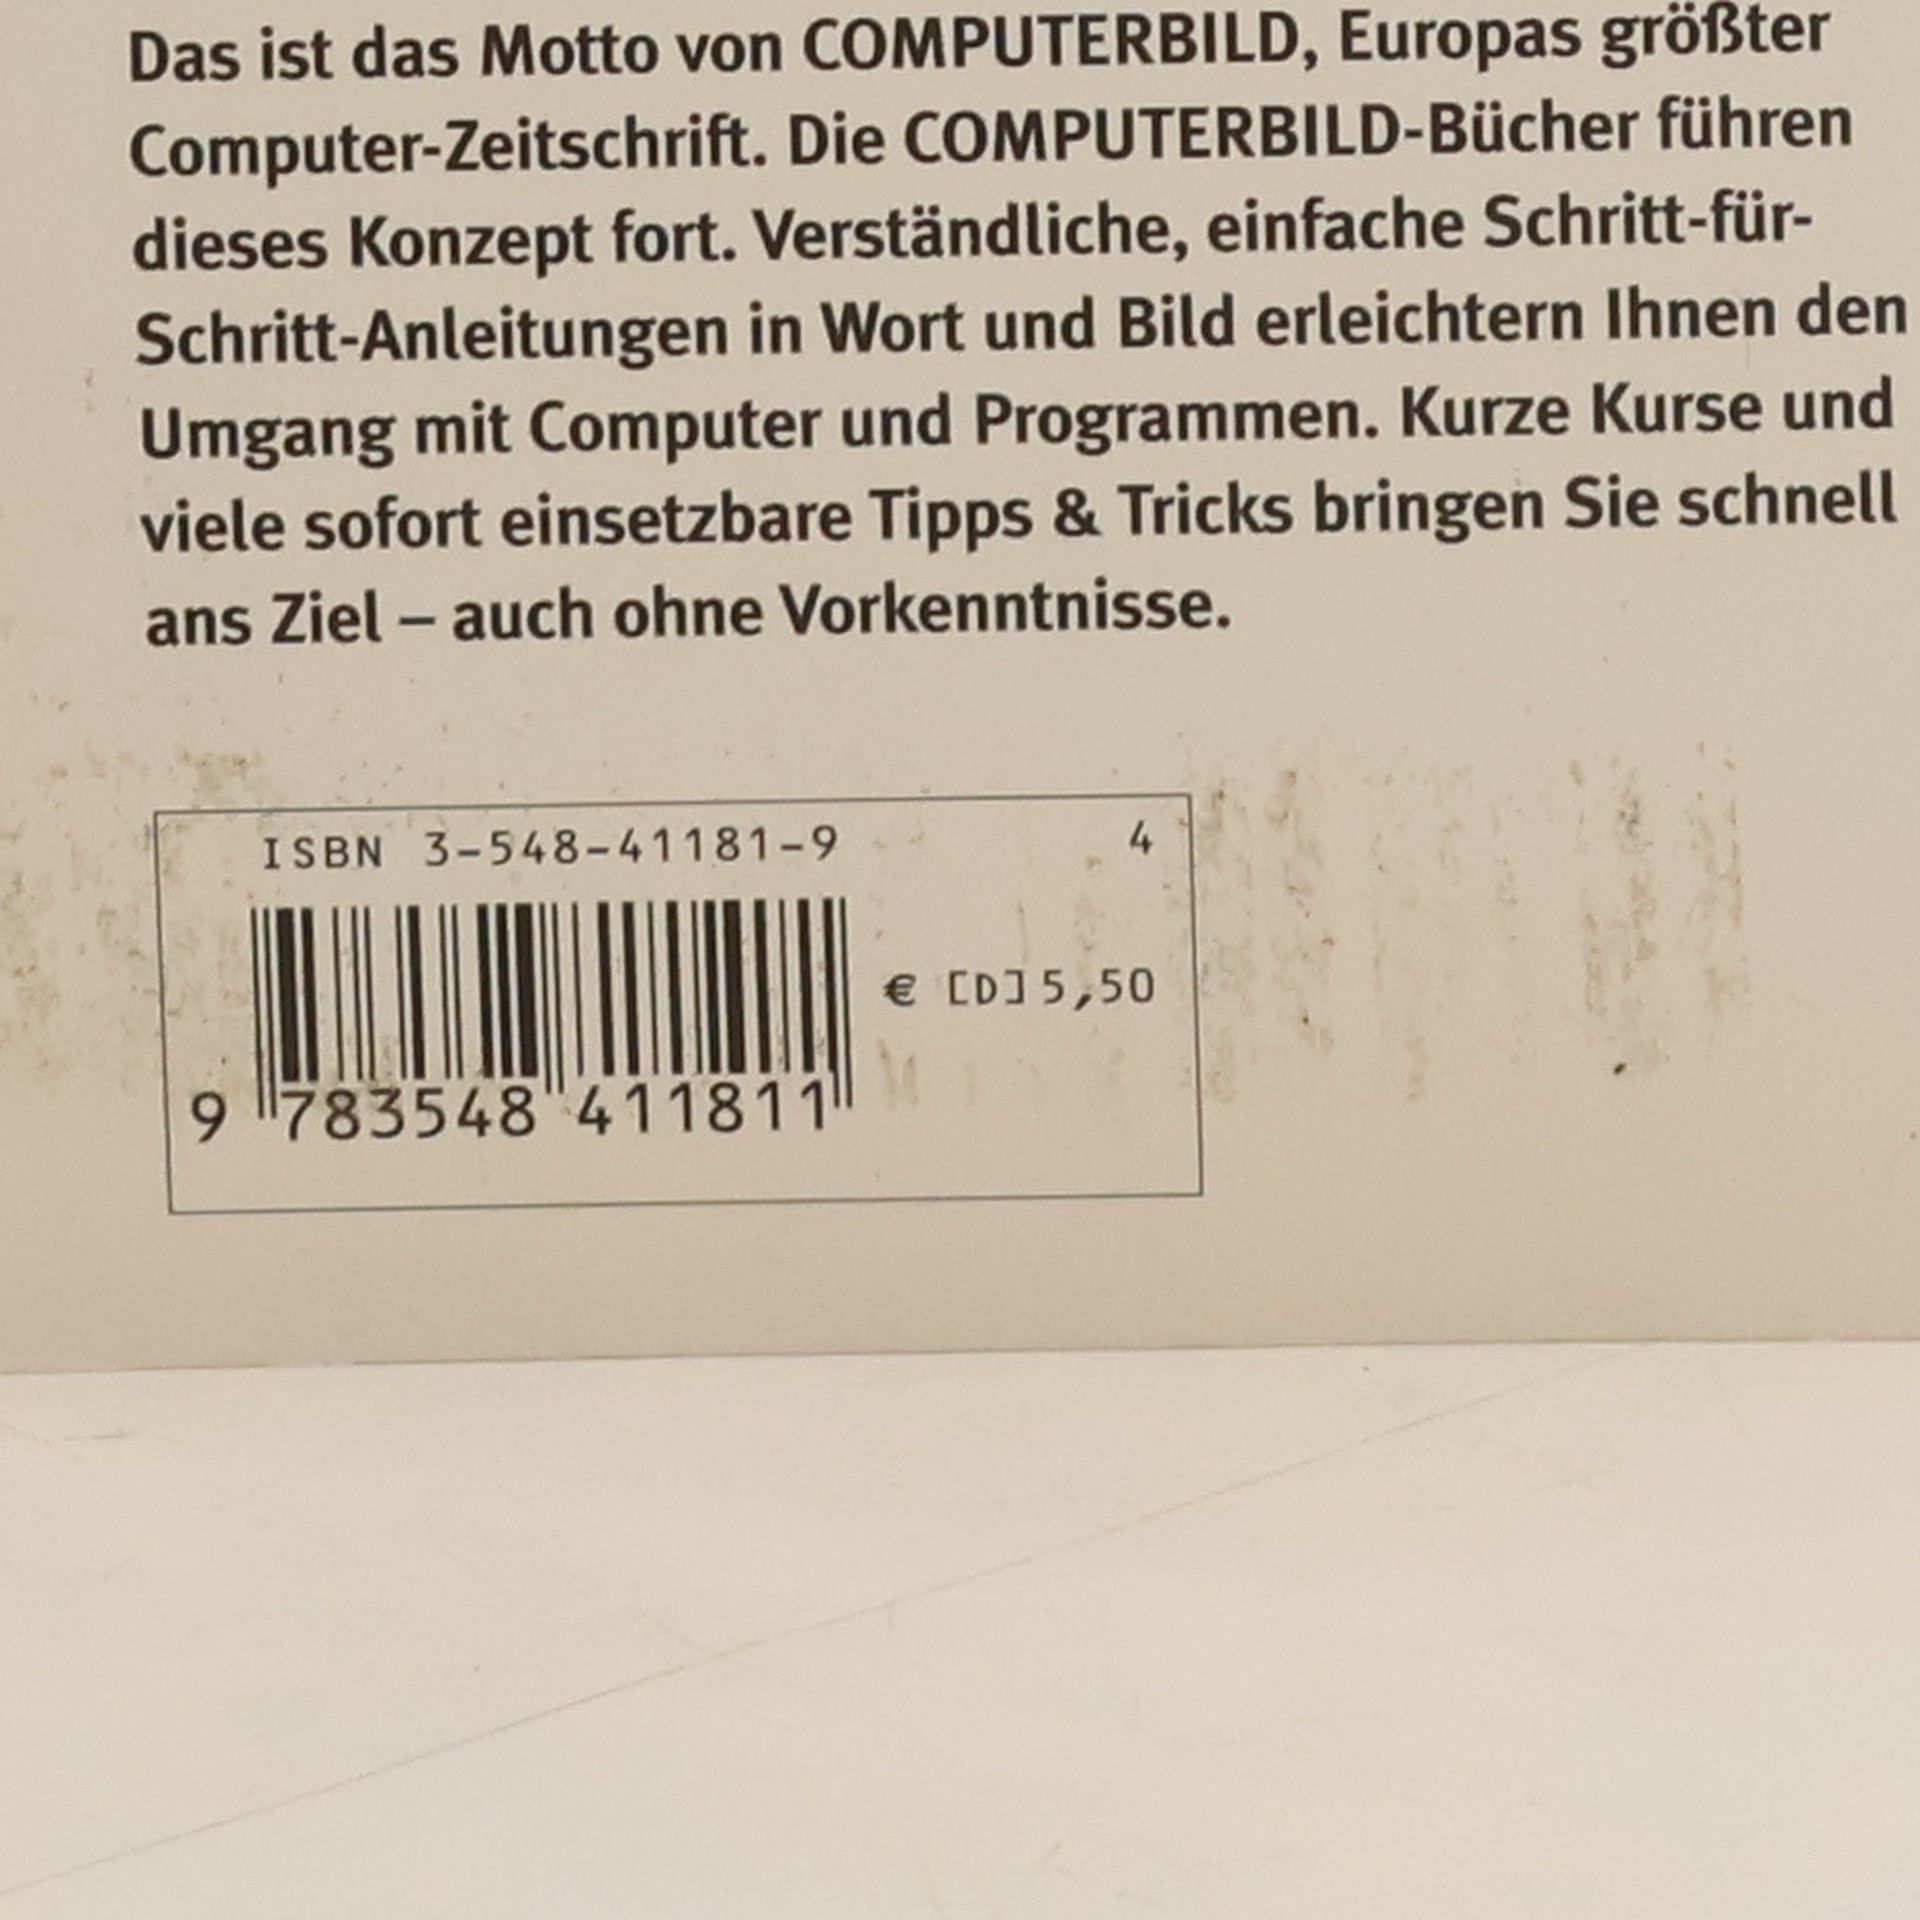 Das ist das Motto von COMPUTERBILD, Europas größter
Computer-Zeitschrift. Die COMPUTERBILD-Bücher führen
dieses Konzept fort. Verständliche, einfache Schritt-für-
Schritt-Anleitungen in Wort und Bild erleichtern Ihnen den
Umgang mit Computer und Programmen. Kurze Kurse und
viele sofort einsetzbare Tipps & Tricks bringen Sie schnell
ans Ziel – auch ohne Vorkenntnisse.
ISBN 3-548-41181-9 4
€ [D] 5,50
9 783548 411811